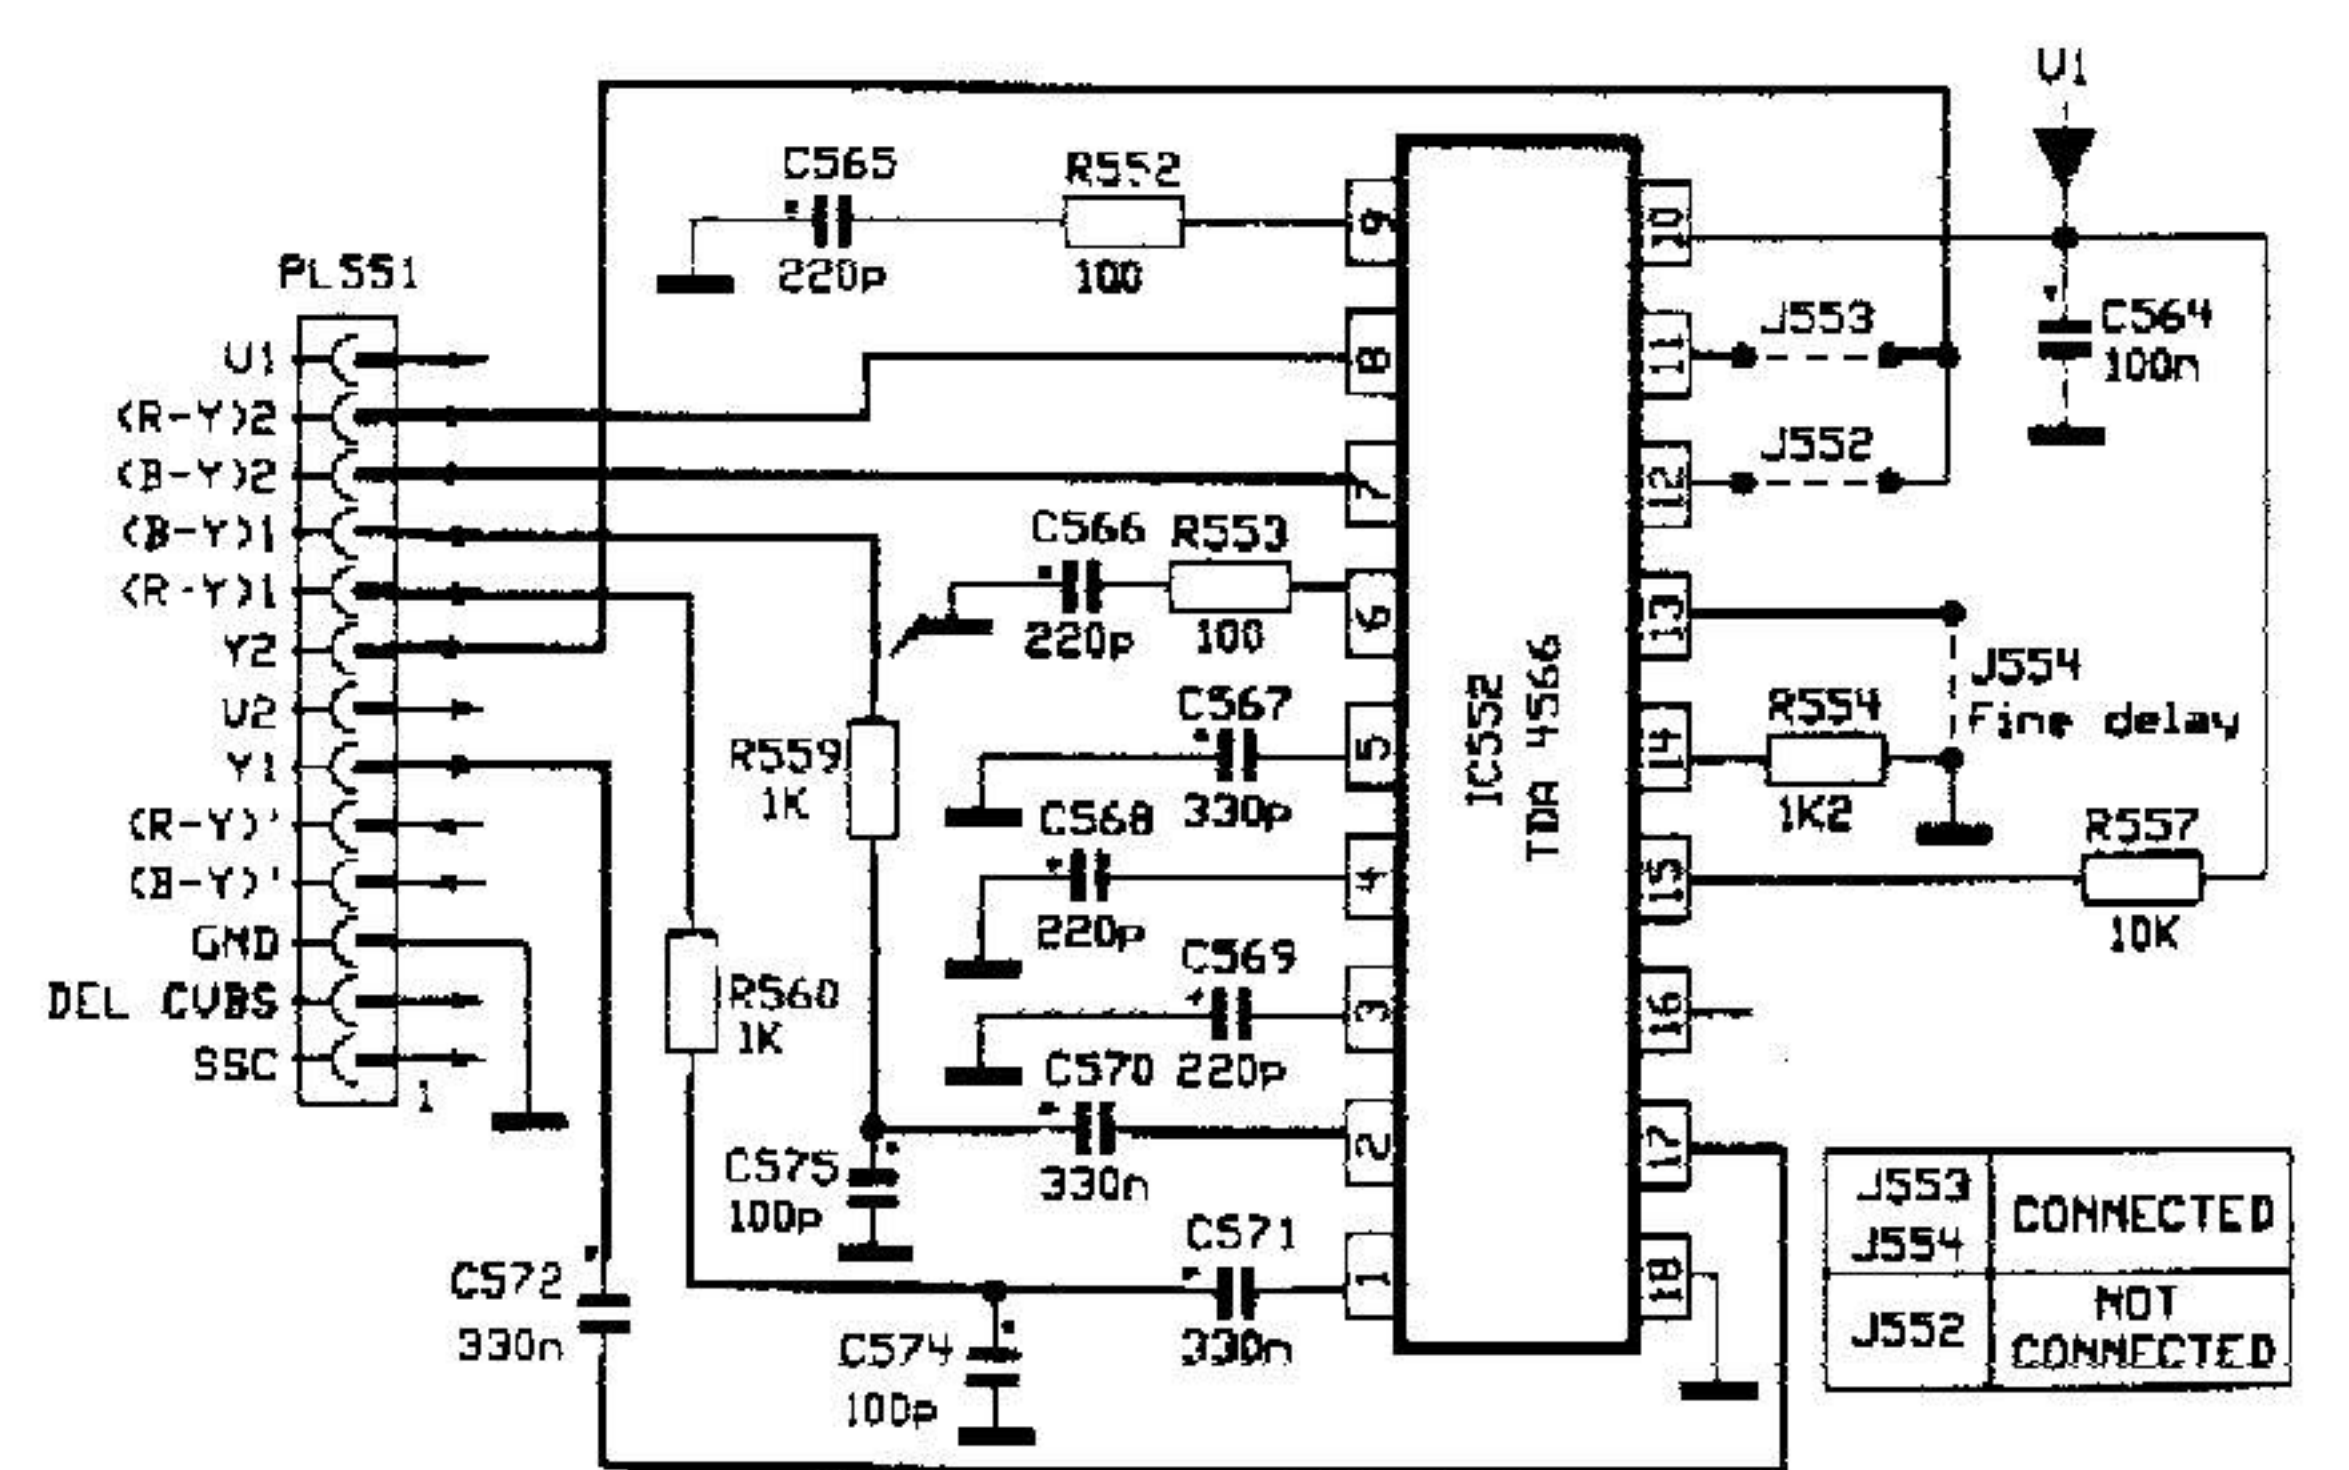 U1
C565
R552
220p
100
PL551
U1
(R-Y)2
(B-Y)2
(B-Y)1
(R-Y)1
Y2
U2
Y1
(R-Y)'
(B-Y)'
GND
DEL CVBS
SSC
1
C566
R553
220p
100
C567
330p
C568
220p
C569
220p
C570
330n
C571
330n
R559
1K
R560
1K
C575
100p
C572
330n
C574
100p
9
8
7
6
5
4
3
2
1
IC552
TDA 4566
10
11
12
13
14
15
16
17
18
J553
J552
C564
100n
J554
Fine delay
R554
1K2
R557
10K
J553
J554
CONNECTED
J552
NOT
CONNECTED